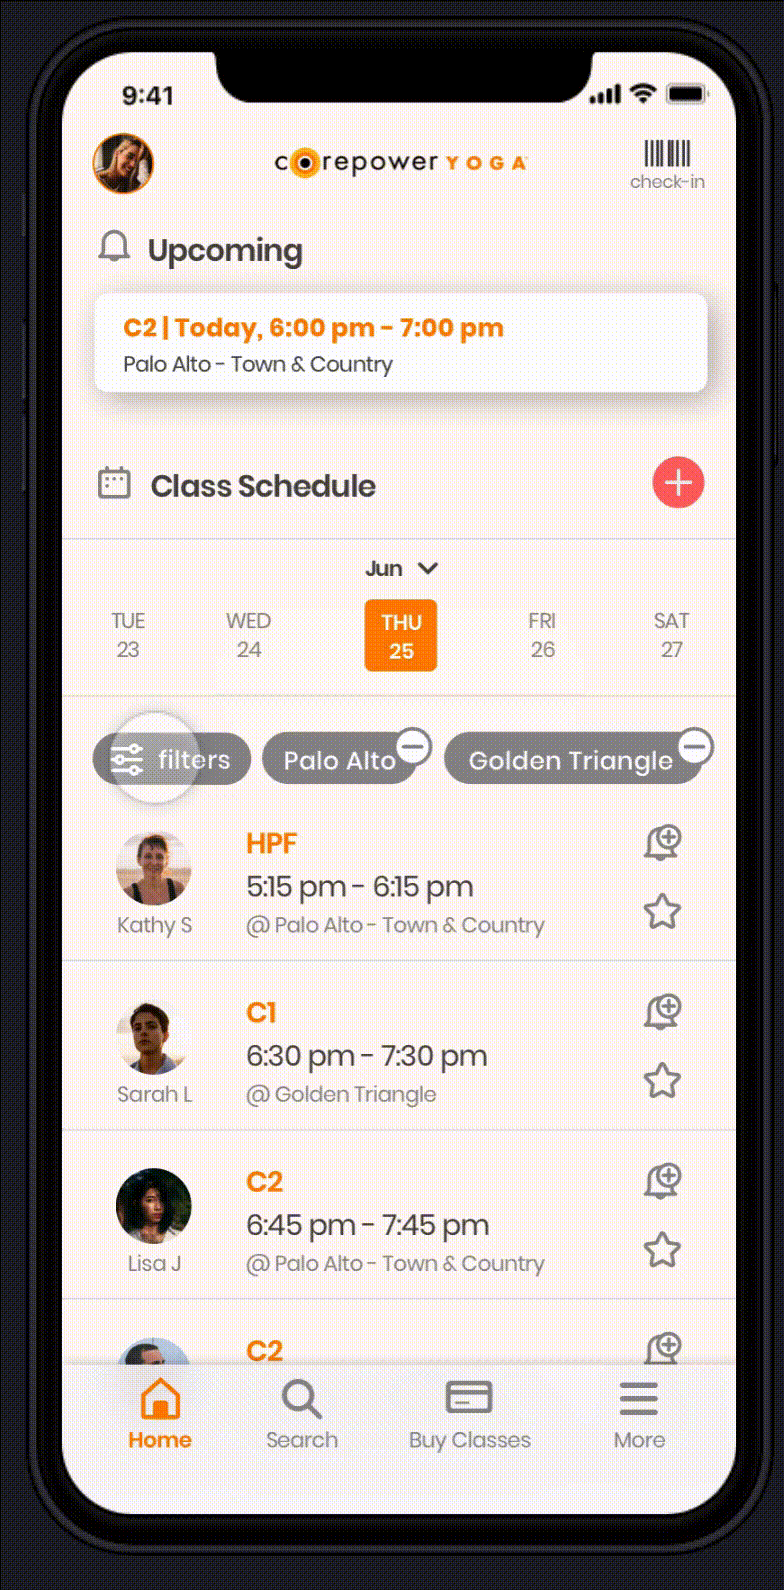 9:41
corepower YOGA
check-in
Upcoming
C2 | Today, 6:00 pm - 7:00 pm
Palo Alto - Town & Country
Class Schedule
Jun
TUE WED THU FRI SAT
23 24 25 26 27
filters Palo Alto Golden Triangle
HPF
5:15 pm - 6:15 pm
Kathy S @ Palo Alto - Town & Country
C1
6:30 pm - 7:30 pm
Sarah L @ Golden Triangle
C2
6:45 pm - 7:45 pm
Lisa J @ Palo Alto - Town & Country
C2
Home Search Buy Classes More